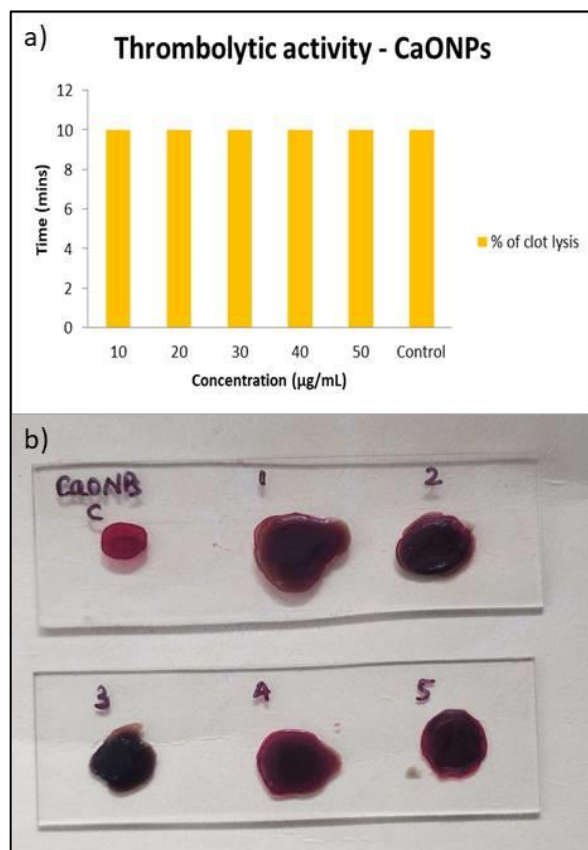 a)
Thrombolytic activity - CaONPs
12
10
8
6
4
2
0
Time (mins)
10 20 30 40 50 Control
Concentration (µg/mL)
% of clot lysis
b)
CaONPs
C
1 2
3 4 5